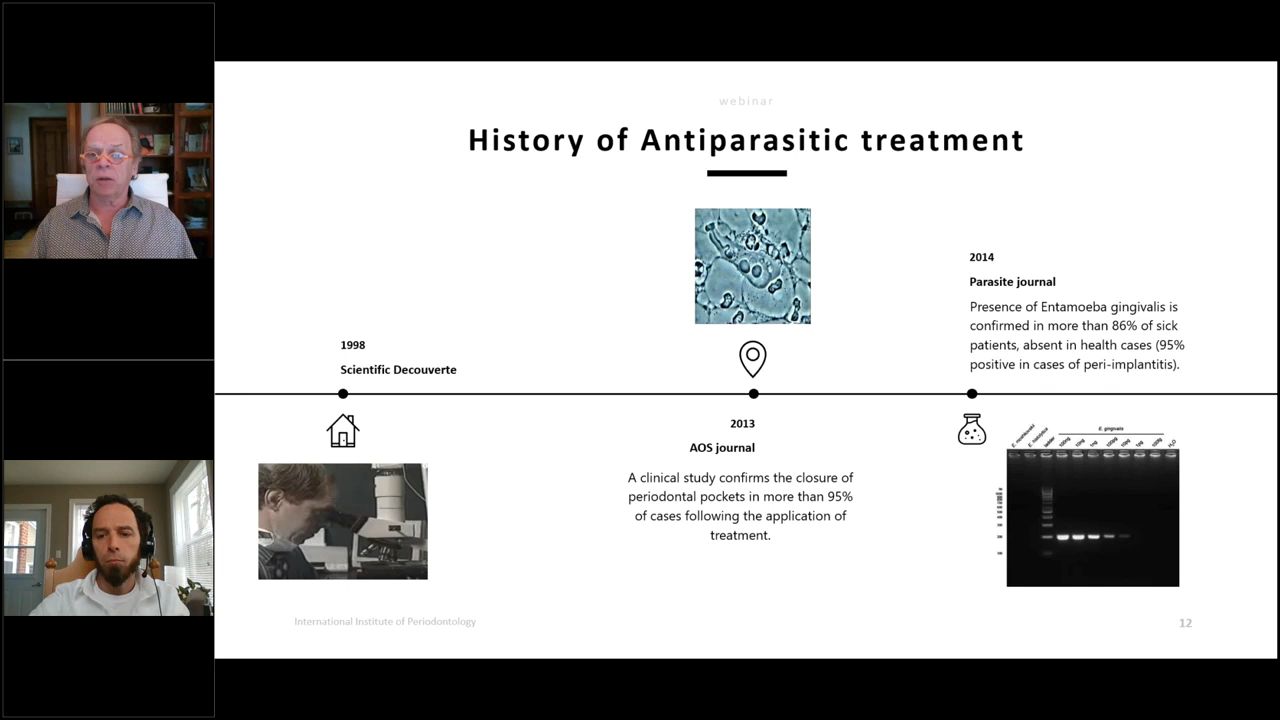 webinar
History of Antiparasitic treatment
1998
Scientific Decouverte
2013
AOS journal
A clinical study confirms the closure of
periodontal pockets in more than 95%
of cases following the application of
treatment.
2014
Parasite journal
Presence of Entamoeba gingivalis is
confirmed in more than 86% of sick
patients, absent in health cases (95%
positive in cases of peri-implantitis).
E. gingivalis
ladder
H₂O
International Institute of Periodontology
12